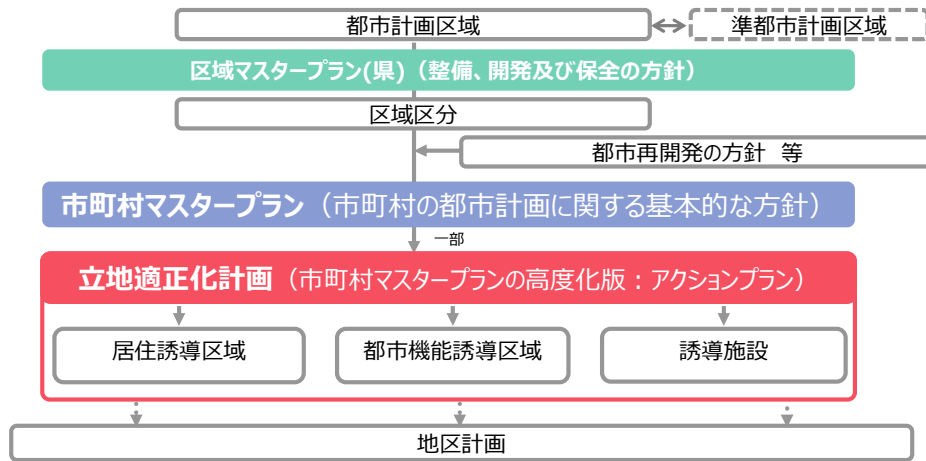 都市計画区域
準都市計画区域
区域マスタープラン(県)（整備、開発及び保全の方針）
区域区分
都市再開発の方針 等
市町村マスタープラン（市町村の都市計画に関する基本的な方針）
一部
立地適正化計画（市町村マスタープランの高度化版：アクションプラン）
居住誘導区域
都市機能誘導区域
誘導施設
地区計画